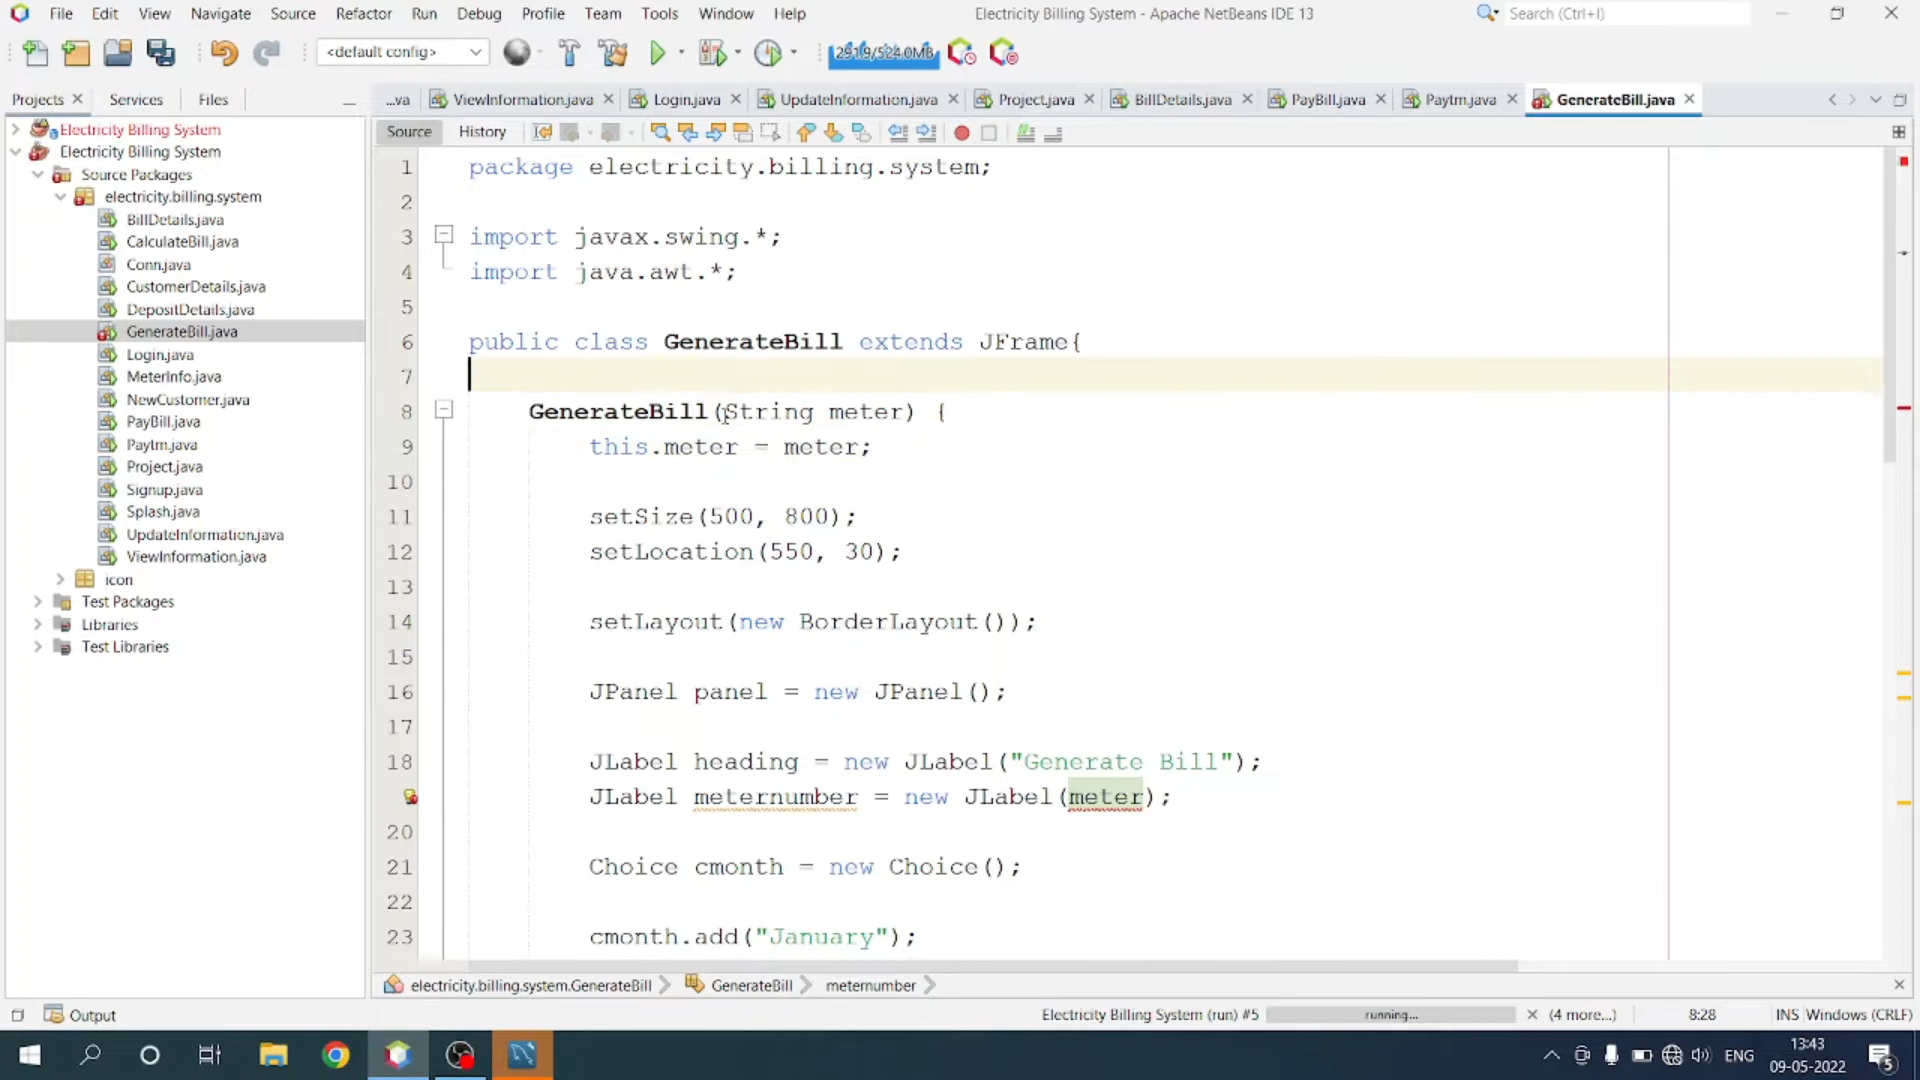 File Edit View Navigate Source Refactor Run Debug Profile Team Tools Window Help
Electricity Billing System - Apache NetBeans IDE 13
Search (Ctrl+I)
<default config>
291.9/524.0MB
Projects Services Files
...va ViewInformation.java Login.java UpdateInformation.java Project.java BillDetails.java PayBill.java Paytm.java GenerateBill.java
Source History
Electricity Billing System
Electricity Billing System
Source Packages
electricity.billing.system
BillDetails.java
CalculateBill.java
Conn.java
CustomerDetails.java
DepositDetails.java
GenerateBill.java
Login.java
MeterInfo.java
NewCustomer.java
PayBill.java
Paytm.java
Project.java
Signup.java
Splash.java
UpdateInformation.java
ViewInformation.java
icon
Test Packages
Libraries
Test Libraries
1 package electricity.billing.system;
2
3 import javax.swing.*;
4 import java.awt.*;
5
6 public class GenerateBill extends JFrame{
7
8 GenerateBill(String meter) {
9 this.meter = meter;
10
11 setSize(500, 800);
12 setLocation(550, 30);
13
14 setLayout(new BorderLayout());
15
16 JPanel panel = new JPanel();
17
18 JLabel heading = new JLabel("Generate Bill");
JLabel meternumber = new JLabel(meter);
20
21 Choice cmonth = new Choice();
22
23 cmonth.add("January");
electricity.billing.system.GenerateBill GenerateBill meternumber
Output
Electricity Billing System (run) #5 running... (4 more...) 8:28 INS Windows (CRLF)
ENG
13:43
09-05-2022
5